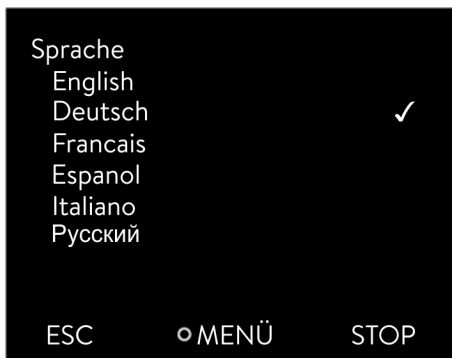 Sprache
English
Deutsch ✓
Francais
Espanol
Italiano
Русский
ESC MENÜ STOP